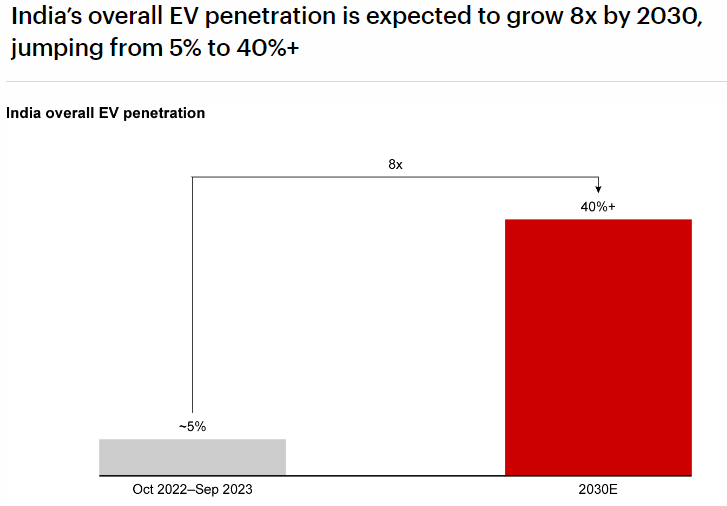 India’s overall EV penetration is expected to grow 8x by 2030,
jumping from 5% to 40%+
India overall EV penetration
8x
40%+
~5%
Oct 2022–Sep 2023
2030E